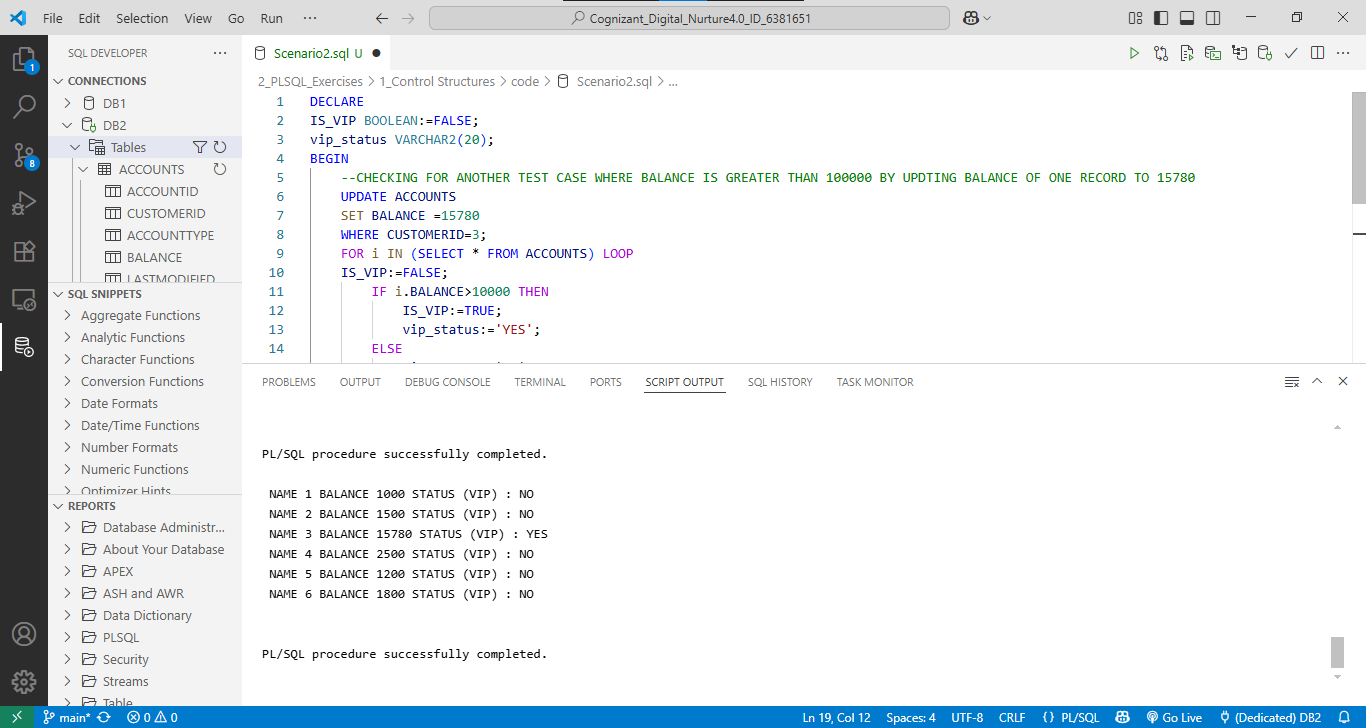 File Edit Selection View Go Run ··· Cognizant_Digital_Nurture4.0_ID_6381651
SQL DEVELOPER ···
CONNECTIONS
DB1
DB2
Tables
ACCOUNTS
ACCOUNTID
CUSTOMERID
ACCOUNTTYPE
BALANCE
LASTMODIFIED
SQL SNIPPETS
Aggregate Functions
Analytic Functions
Character Functions
Conversion Functions
Date Formats
Date/Time Functions
Number Formats
Numeric Functions
Optimizer Hints
REPORTS
Database Administr...
About Your Database
APEX
ASH and AWR
Data Dictionary
PLSQL
Security
Streams
Table
1
8
Scenario2.sql U
2_PLSQL_Exercises > 1_Control Structures > code > Scenario2.sql > ...
1 DECLARE
2 IS_VIP BOOLEAN:=FALSE;
3 vip_status VARCHAR2(20);
4 BEGIN
5 --CHECKING FOR ANOTHER TEST CASE WHERE BALANCE IS GREATER THAN 100000 BY UPDTING BALANCE OF ONE RECORD TO 15780
6 UPDATE ACCOUNTS
7 SET BALANCE =15780
8 WHERE CUSTOMERID=3;
9 FOR i IN (SELECT * FROM ACCOUNTS) LOOP
10 IS_VIP:=FALSE;
11 IF i.BALANCE>10000 THEN
12 IS_VIP:=TRUE;
13 vip_status:='YES';
14 ELSE
PROBLEMS OUTPUT DEBUG CONSOLE TERMINAL PORTS SCRIPT OUTPUT SQL HISTORY TASK MONITOR
PL/SQL procedure successfully completed.
NAME 1 BALANCE 1000 STATUS (VIP) : NO
NAME 2 BALANCE 1500 STATUS (VIP) : NO
NAME 3 BALANCE 15780 STATUS (VIP) : YES
NAME 4 BALANCE 2500 STATUS (VIP) : NO
NAME 5 BALANCE 1200 STATUS (VIP) : NO
NAME 6 BALANCE 1800 STATUS (VIP) : NO
PL/SQL procedure successfully completed.
main* 0 0 Ln 19, Col 12 Spaces: 4 UTF-8 CRLF {} PL/SQL Go Live (Dedicated) DB2